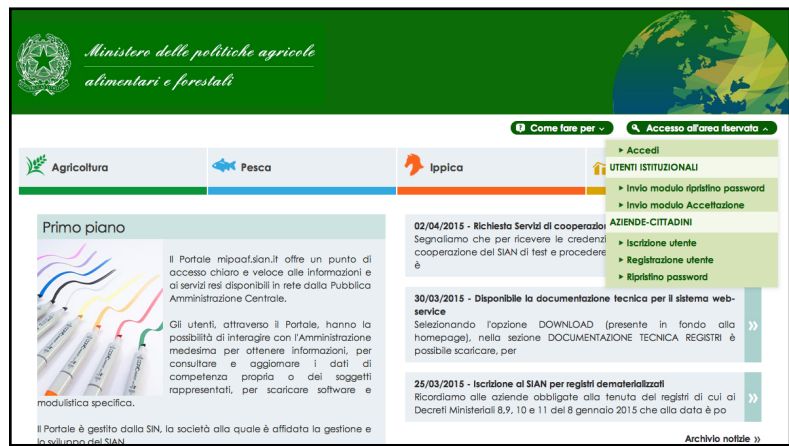 Ministero delle politiche agricole
alimentari e forestali
Come fare per
Accesso all'area riservata
Accedi
UTENTI ISTITUZIONALI
Invio modulo ripristino password
Invio modulo Accettazione
AZIENDE-CITTADINI
Iscrizione utente
Registrazione utente
Ripristino password
Agricoltura
Pesca
Ippica
Primo piano
Il Portale mipaaf.sian.it offre un punto di
accesso chiaro e veloce alle informazioni e
ai servizi resi disponibili in rete dalla Pubblica
Amministrazione Centrale.
Gli utenti, attraverso il Portale, hanno la
possibilità di interagire con l'Amministrazione
medesima per ottenere informazioni, per
consultare e aggiornare i dati di
competenza propria o dei soggetti
rappresentati, per scaricare software e
modulistica specifica.
Il Portale è gestito dalla SIN, la società alla quale è affidata la gestione e
lo sviluppo del SIAN
02/04/2015 - Richiesta Servizi di cooperazion
Segnaliamo che per ricevere le credenzi
cooperazione del SIAN di test e procedere
è
30/03/2015 - Disponibile la documentazione tecnica per il sistema web-
service
Selezionando l'opzione DOWNLOAD (presente in fondo alla
homepage), nella sezione DOCUMENTAZIONE TECNICA REGISTRI è
possibile scaricare, per
25/03/2015 - Iscrizione al SIAN per registri dematerializzati
Ricordiamo alle aziende obbligate alla tenuta del registri di cui ai
Decreti Ministeriali 8,9, 10 e 11 del 8 gennaio 2015 che alla data è po
Archivio notizie »